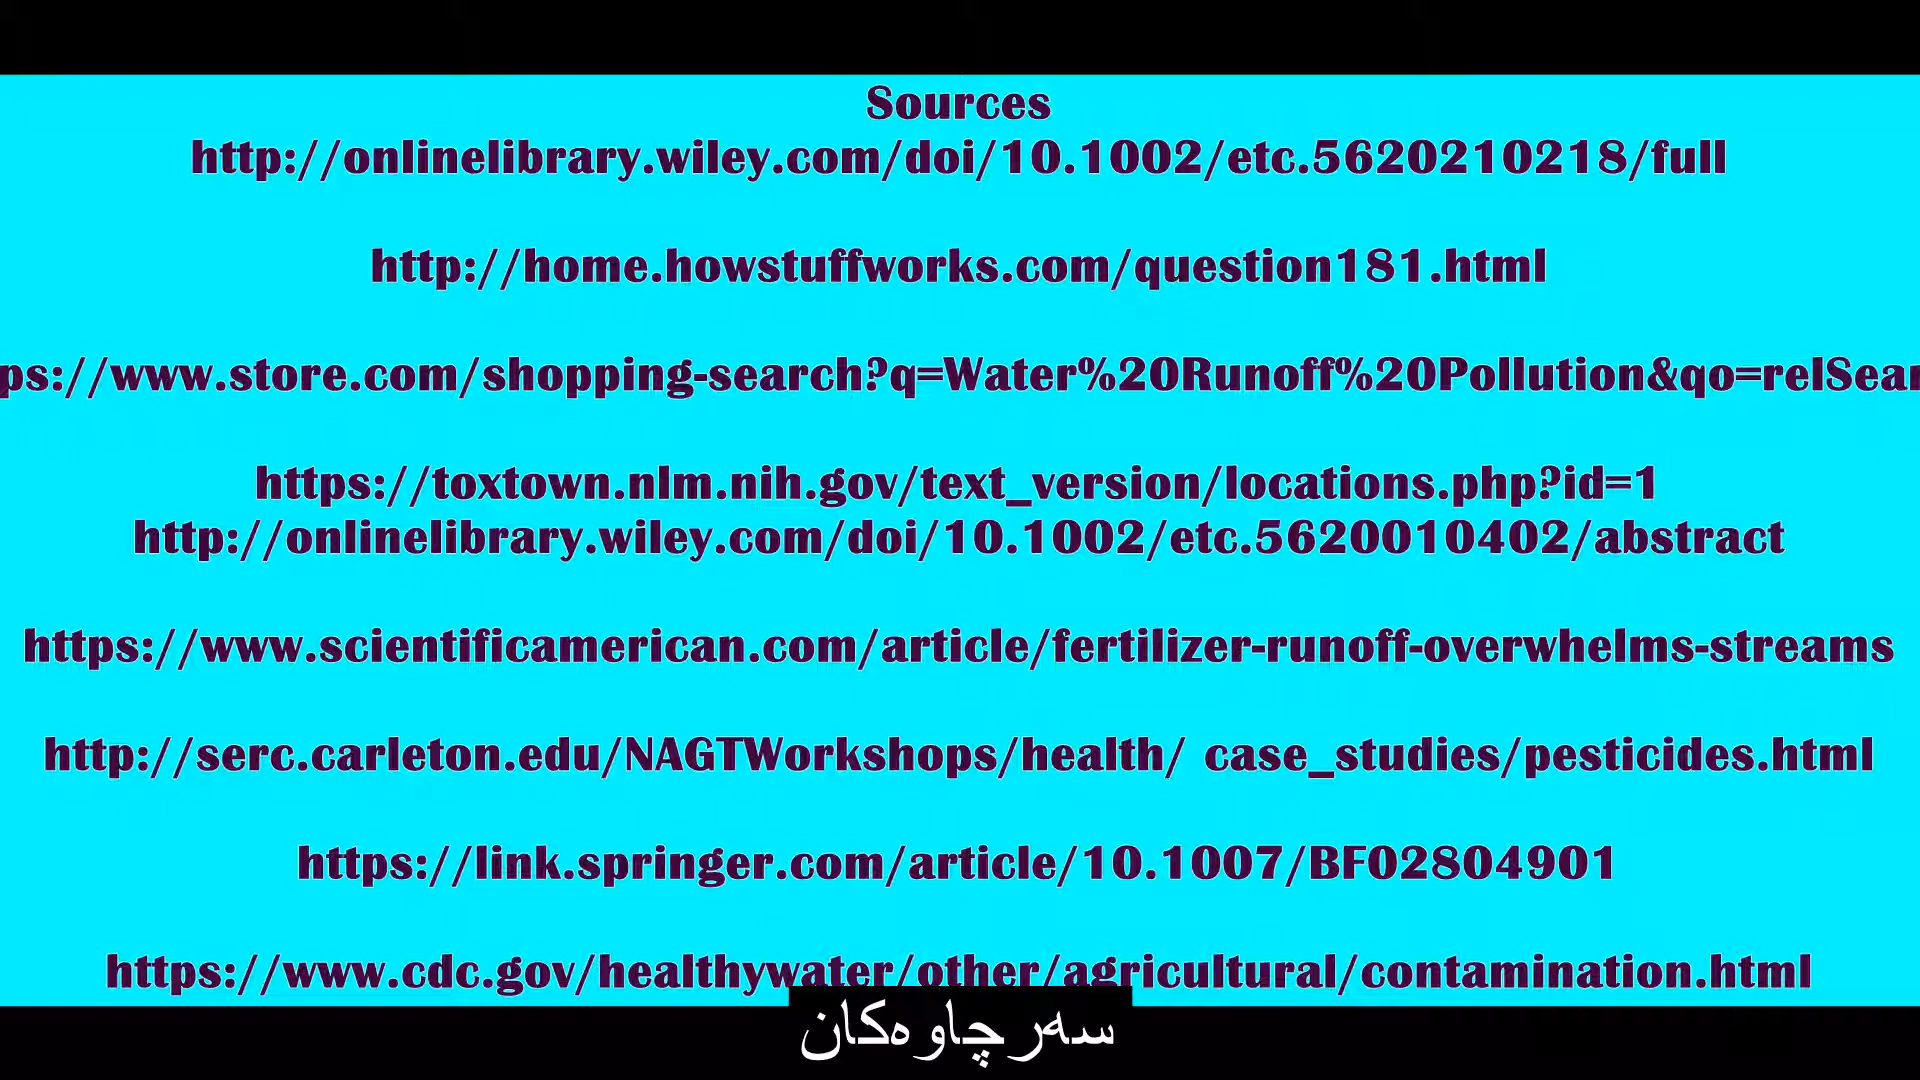 Sources
http://onlinelibrary.wiley.com/doi/10.1002/etc.5620210218/full
http://home.howstuffworks.com/question181.html
ps://www.store.com/shopping-search?q=Water%20Runoff%20Pollution&qo=relSear
https://toxtown.nlm.nih.gov/text_version/locations.php?id=1
http://onlinelibrary.wiley.com/doi/10.1002/etc.5620010402/abstract
https://www.scientificamerican.com/article/fertilizer-runoff-overwhelms-streams
http://serc.carleton.edu/NAGTWorkshops/health/ case_studies/pesticides.html
https://link.springer.com/article/10.1007/BF02804901
https://www.cdc.gov/healthywater/other/agricultural/contamination.html
سەرچاوەکان